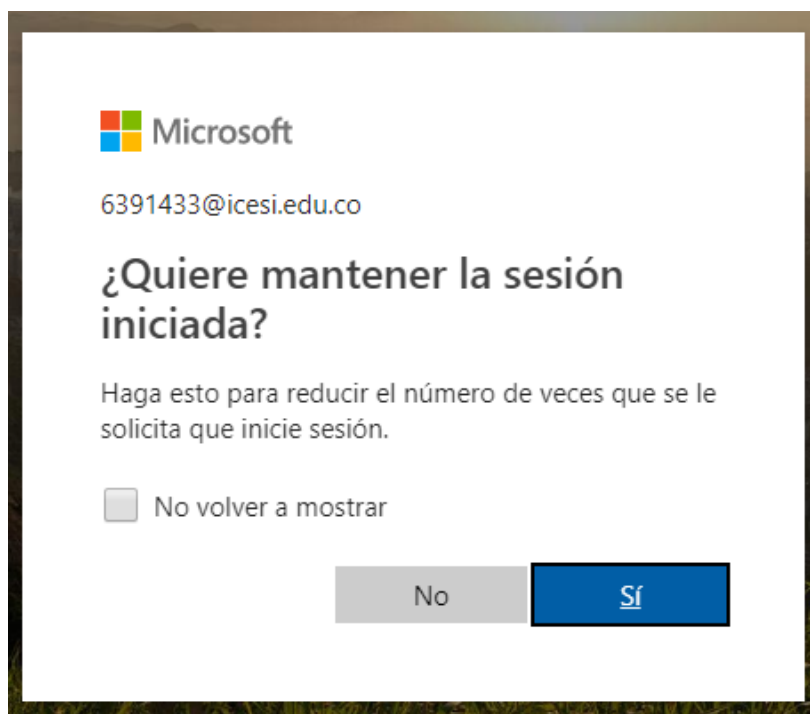 Microsoft
6391433@icesi.edu.co
¿Quiere mantener la sesión
iniciada?
Haga esto para reducir el número de veces que se le
solicita que inicie sesión.
No volver a mostrar
No
Sí